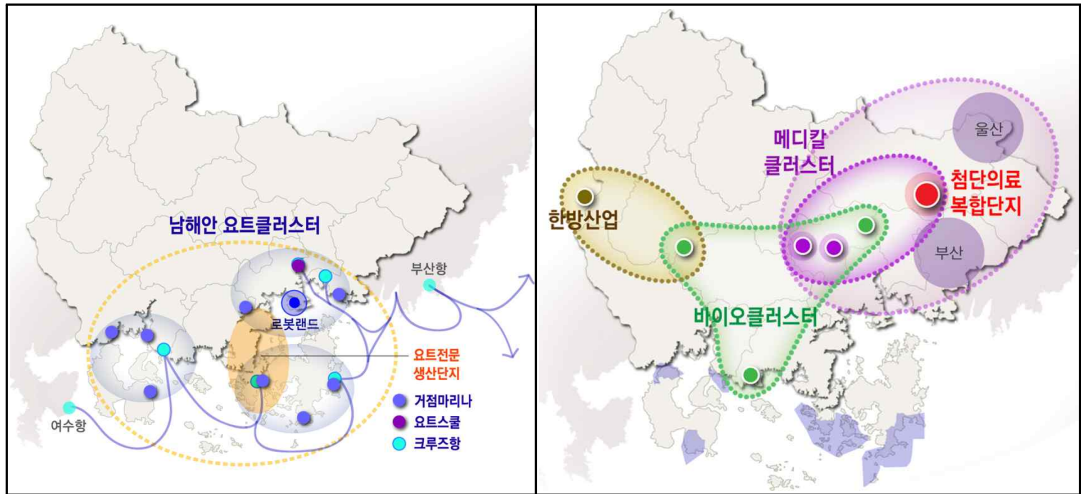 남해안 요트클러스터
부산항
로봇랜드
요트전문
생산단지
거점마리나
요트스쿨
크루즈항
여수항
울산
메디칼
클러스터
첨단의료
복합단지
한방산업
부산
바이오클러스터